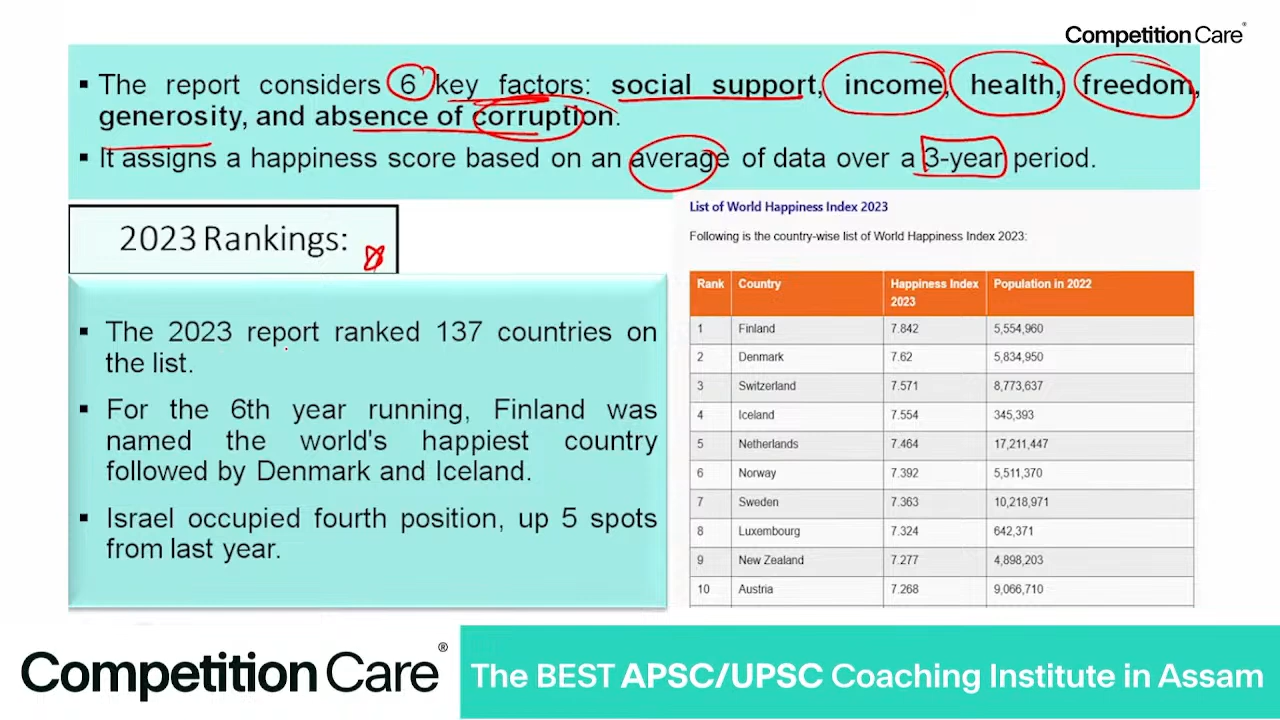 Competition Care®
▪ The report considers 6 key factors: social support, income, health, freedom,
generosity, and absence of corruption.
▪ It assigns a happiness score based on an average of data over a 3-year period.
2023 Rankings:
▪ The 2023 report ranked 137 countries on
the list.
▪ For the 6th year running, Finland was
named the world's happiest country
followed by Denmark and Iceland.
▪ Israel occupied fourth position, up 5 spots
from last year.
List of World Happiness Index 2023
Following is the country-wise list of World Happiness Index 2023:
Rank Country Happiness Index 2023 Population in 2022
1 Finland 7.842 5,554,960
2 Denmark 7.62 5,834,950
3 Switzerland 7.571 8,773,637
4 Iceland 7.554 345,393
5 Netherlands 7.464 17,211,447
6 Norway 7.392 5,511,370
7 Sweden 7.363 10,218,971
8 Luxembourg 7.324 642,371
9 New Zealand 7.277 4,898,203
10 Austria 7.268 9,066,710
Competition Care®
The BEST APSC/UPSC Coaching Institute in Assam